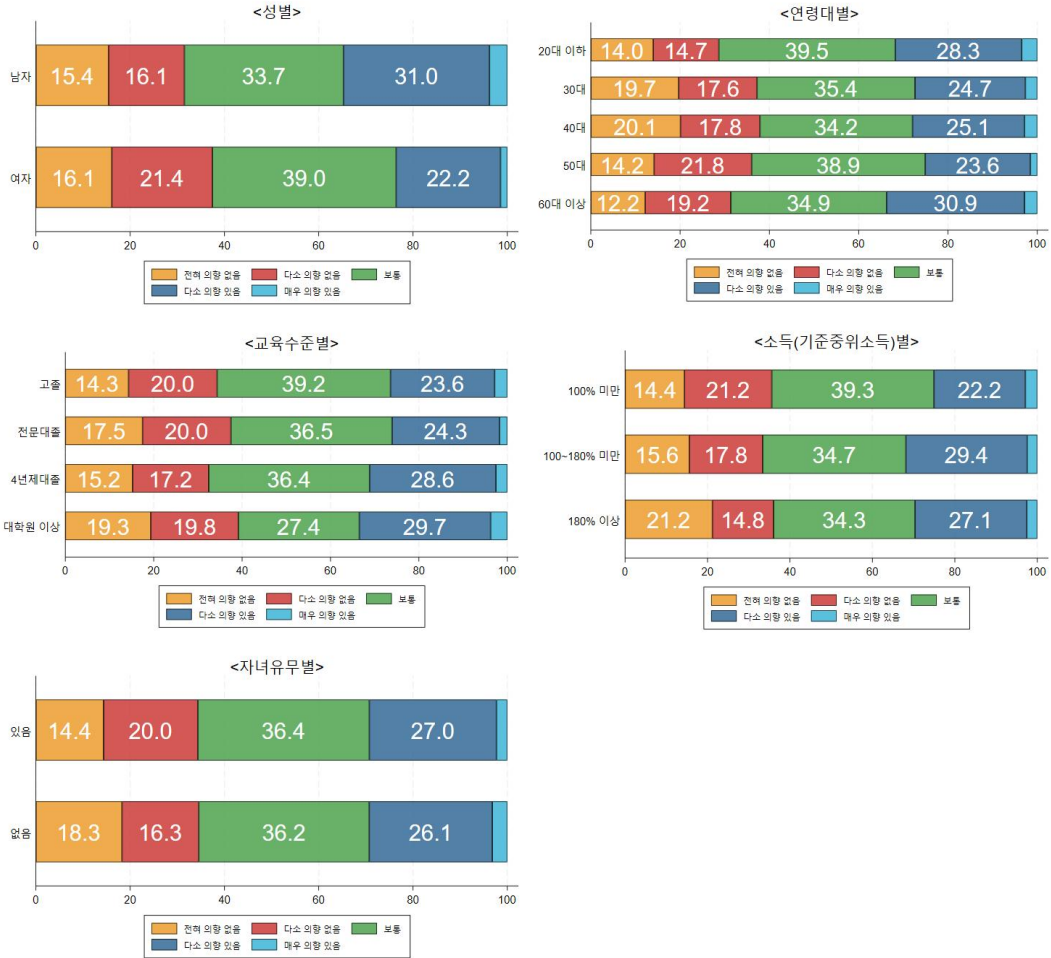 <성별>
남자 15.4 16.1 33.7 31.0
여자 16.1 21.4 39.0 22.2
0 20 40 60 80 100
전혀 의향 없음 다소 의향 없음 보통
다소 의향 있음 매우 의향 있음
<연령대별>
20대 이하 14.0 14.7 39.5 28.3
30대 19.7 17.6 35.4 24.7
40대 20.1 17.8 34.2 25.1
50대 14.2 21.8 38.9 23.6
60대 이상 12.2 19.2 34.9 30.9
0 20 40 60 80 100
전혀 의향 없음 다소 의향 없음 보통
다소 의향 있음 매우 의향 있음
<교육수준별>
고졸 14.3 20.0 39.2 23.6
전문대졸 17.5 20.0 36.5 24.3
4년제대졸 15.2 17.2 36.4 28.6
대학원 이상 19.3 19.8 27.4 29.7
0 20 40 60 80 100
전혀 의향 없음 다소 의향 없음 보통
다소 의향 있음 매우 의향 있음
<소득(기준중위소득)별>
100% 미만 14.4 21.2 39.3 22.2
100~180% 미만 15.6 17.8 34.7 29.4
180% 이상 21.2 14.8 34.3 27.1
0 20 40 60 80 100
전혀 의향 없음 다소 의향 없음 보통
다소 의향 있음 매우 의향 있음
<자녀유무별>
있음 14.4 20.0 36.4 27.0
없음 18.3 16.3 36.2 26.1
0 20 40 60 80 100
전혀 의향 없음 다소 의향 없음 보통
다소 의향 있음 매우 의향 있음